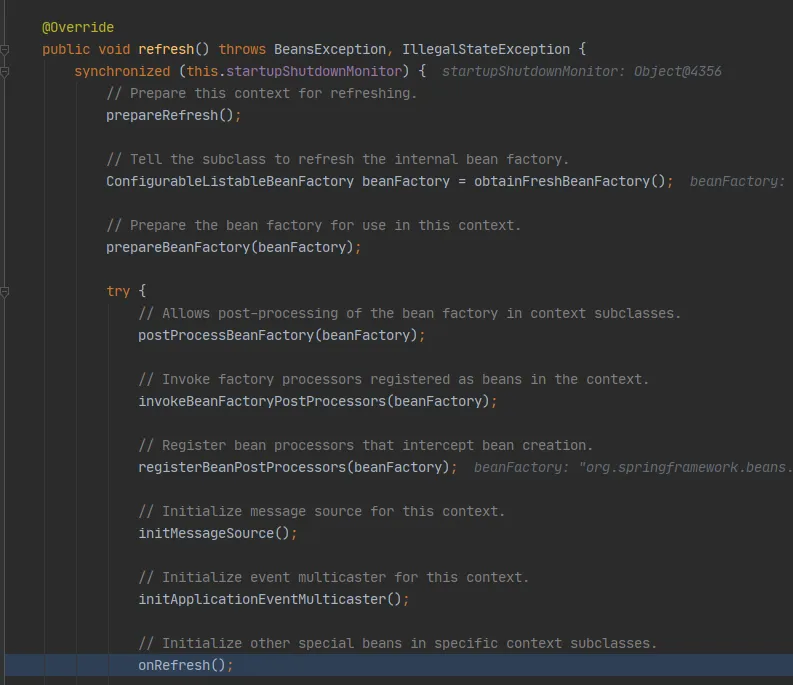 @Override
public void refresh() throws BeansException, IllegalStateException {
synchronized (this.startupShutdownMonitor) { startupShutdownMonitor: Object@4356
// Prepare this context for refreshing.
prepareRefresh();
// Tell the subclass to refresh the internal bean factory.
ConfigurableListableBeanFactory beanFactory = obtainFreshBeanFactory(); beanFactory:
// Prepare the bean factory for use in this context.
prepareBeanFactory(beanFactory);
try {
// Allows post-processing of the bean factory in context subclasses.
postProcessBeanFactory(beanFactory);
// Invoke factory processors registered as beans in the context.
invokeBeanFactoryPostProcessors(beanFactory);
// Register bean processors that intercept bean creation.
registerBeanPostProcessors(beanFactory); beanFactory: "org.springframework.beans.
// Initialize message source for this context.
initMessageSource();
// Initialize event multicaster for this context.
initApplicationEventMulticaster();
// Initialize other special beans in specific context subclasses.
onRefresh();